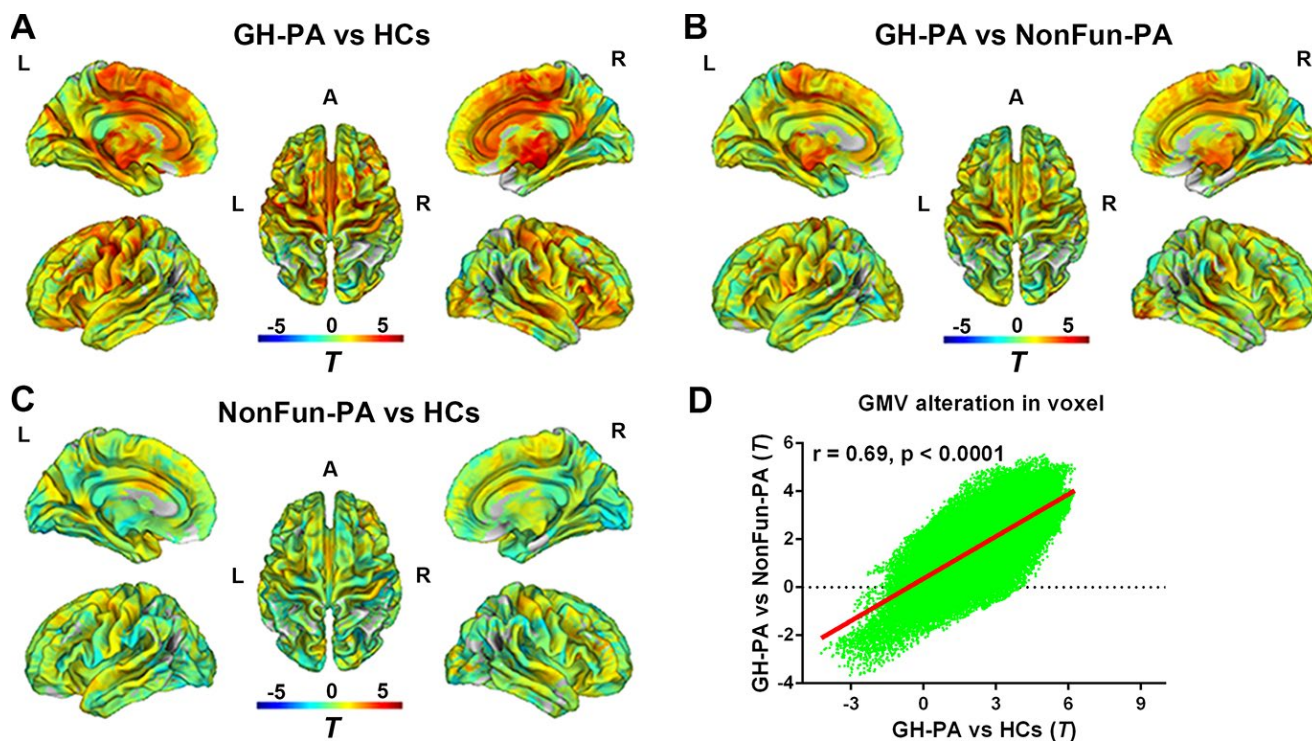 A
GH-PA vs HCs
L
R
A
L
R
-5 0 5
T
B
GH-PA vs NonFun-PA
L
R
A
L
R
-5 0 5
T
C
NonFun-PA vs HCs
L
R
A
L
R
-5 0 5
T
D
GMV alteration in voxel
r = 0.69, p < 0.0001
GH-PA vs NonFun-PA (T)
6
4
2
0
-2
-4
-3 0 3 6 9
GH-PA vs HCs (T)